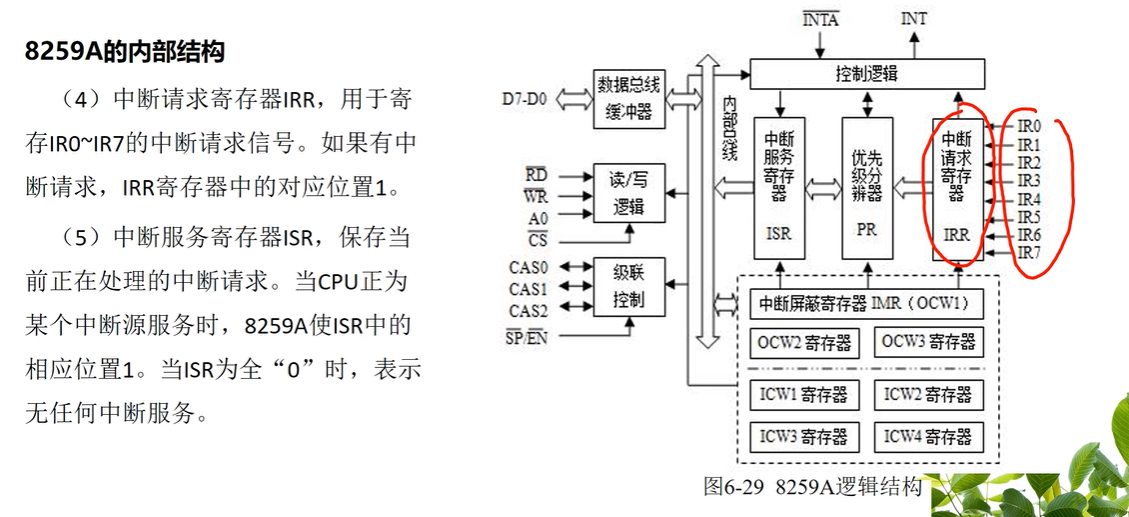 8259A的内部结构
（4）中断请求寄存器IRR，用于寄
存IR0~IR7的中断请求信号。如果有中
断请求，IRR寄存器中的对应位置1。
（5）中断服务寄存器ISR，保存当
前正在处理的中断请求。当CPU正为
某个中断源服务时，8259A使ISR中的
相应位置1。当ISR为全“0”时，表示
无任何中断服务。
INTA
INT
控制逻辑
D7-D0
数据总线
缓冲器
内部总线
中断
服务
寄存
器
ISR
优先
级分
辨器
PR
中断
请求
寄存
器
IRR
IR0
IR1
IR2
IR3
IR4
IR5
IR6
IR7
RD
WR
A0
CS
读/写
逻辑
CAS0
CAS1
CAS2
SP/EN
级联
控制
中断屏蔽寄存器 IMR（OCW1）
OCW2 寄存器
OCW3 寄存器
ICW1 寄存器
ICW2 寄存器
ICW3 寄存器
ICW4 寄存器
图6-29 8259A逻辑结构